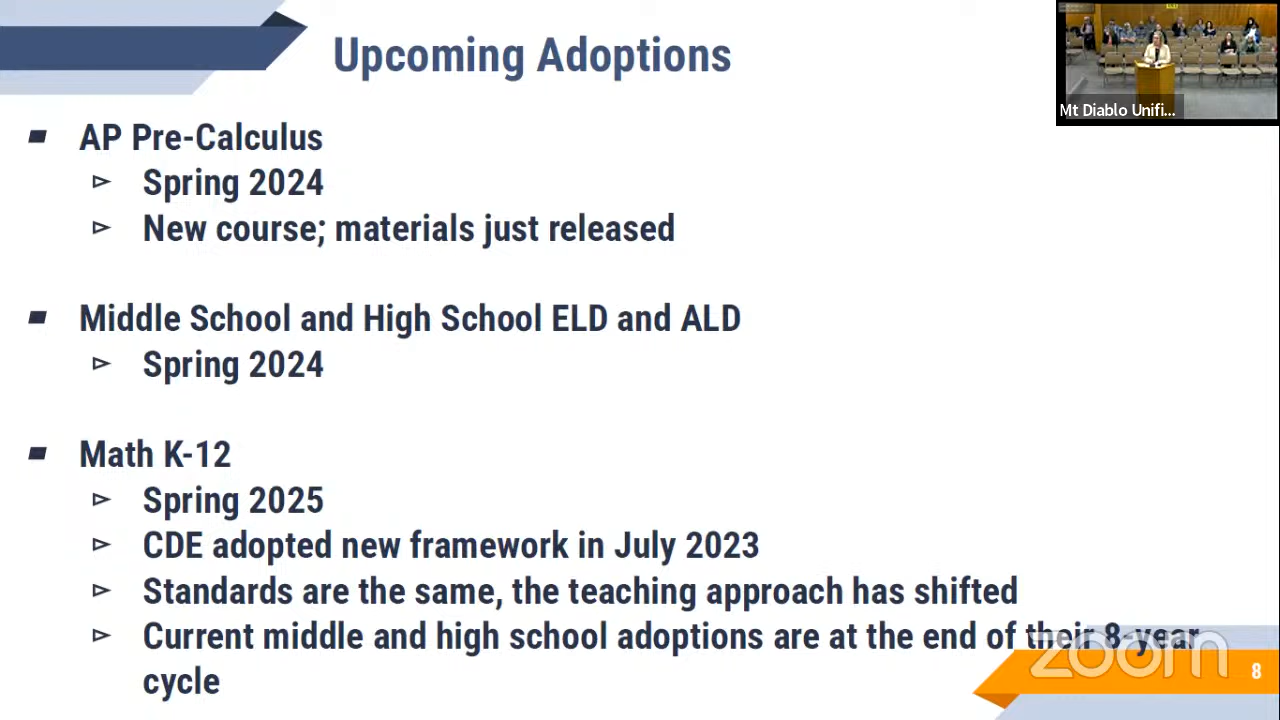 Upcoming Adoptions
Mt Diablo Unifi...
AP Pre-Calculus
Spring 2024
New course; materials just released
Middle School and High School ELD and ALD
Spring 2024
Math K-12
Spring 2025
CDE adopted new framework in July 2023
Standards are the same, the teaching approach has shifted
Current middle and high school adoptions are at the end of their 8-year
cycle
zoom
8